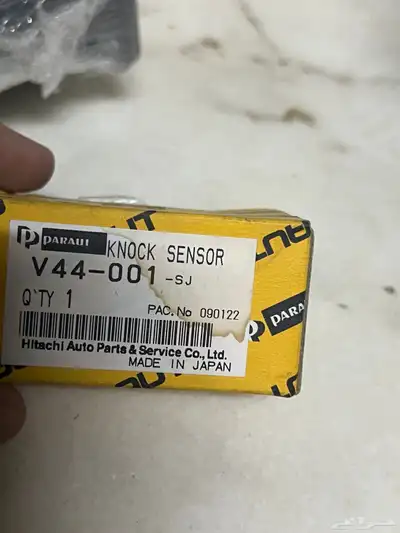 PARAUT KNOCK SENSOR
V44-001-SJ
Q'TY 1
PAC. No 090122
Hitachi Auto Parts & Service Co., Ltd.
MADE IN JAPAN
PARA